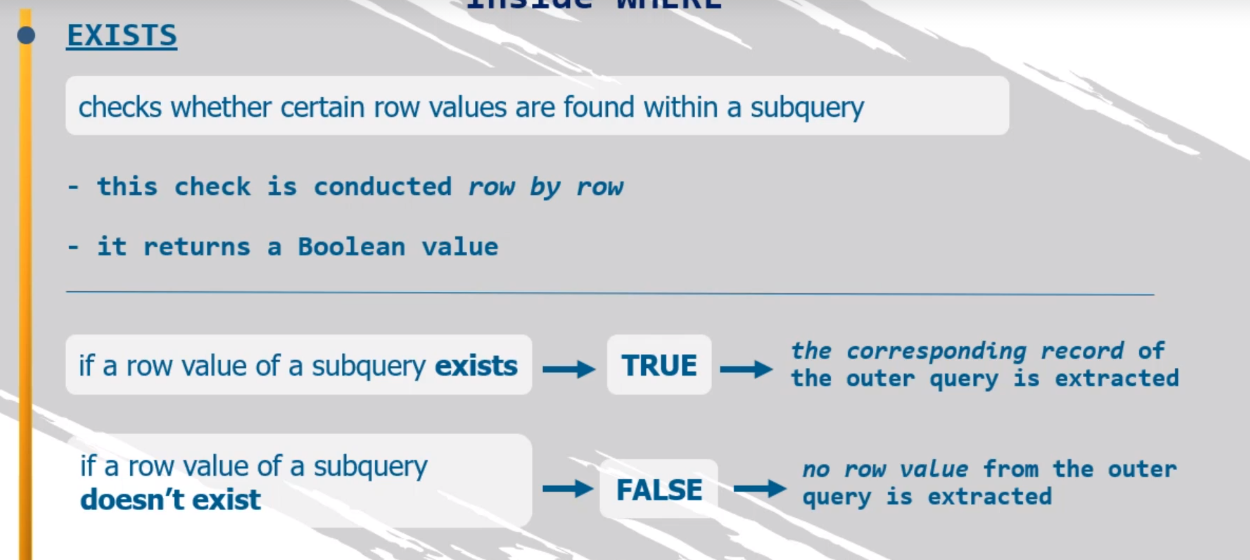 Inside WHERE
EXISTS
checks whether certain row values are found within a subquery
- this check is conducted row by row
- it returns a Boolean value
if a row value of a subquery exists
TRUE
the corresponding record of
the outer query is extracted
if a row value of a subquery
doesn't exist
FALSE
no row value from the outer
query is extracted